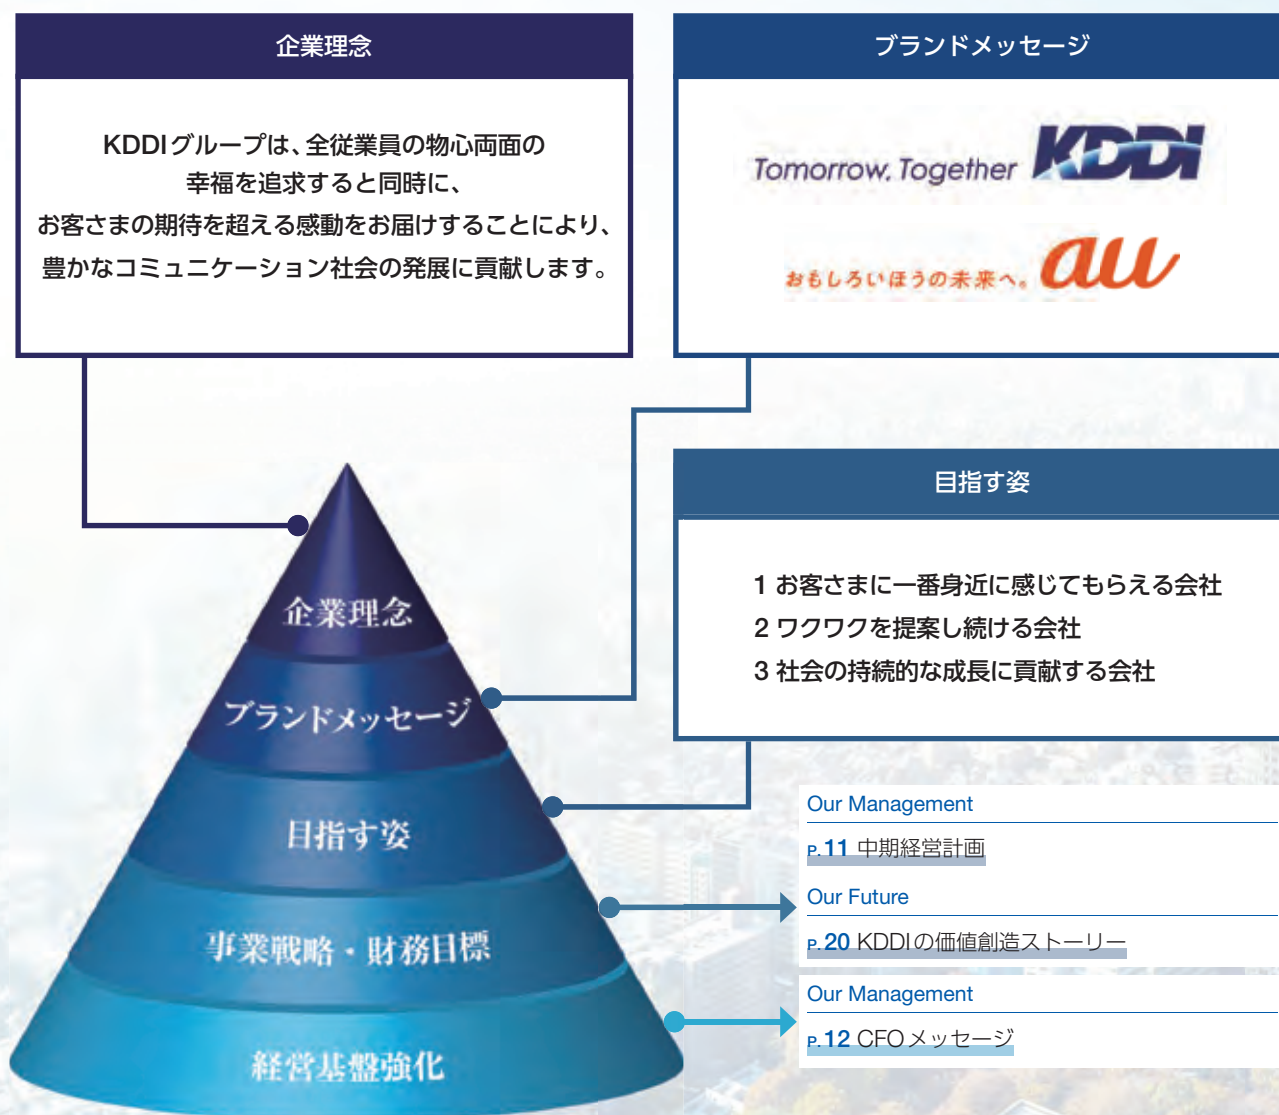 企業理念
KDDIグループは、全従業員の物心両面の
幸福を追求すると同時に、
お客さまの期待を超える感動をお届けすることにより、
豊かなコミュニケーション社会の発展に貢献します。
ブランドメッセージ
Tomorrow, Together KDDI
おもしろいほうの未来へ。au
目指す姿
1 お客さまに一番身近に感じてもらえる会社
2 ワクワクを提案し続ける会社
3 社会の持続的な成長に貢献する会社
企業理念
ブランドメッセージ
目指す姿
事業戦略・財務目標
経営基盤強化
Our Management
P.11 中期経営計画
Our Future
P.20 KDDIの価値創造ストーリー
Our Management
P.12 CFOメッセージ